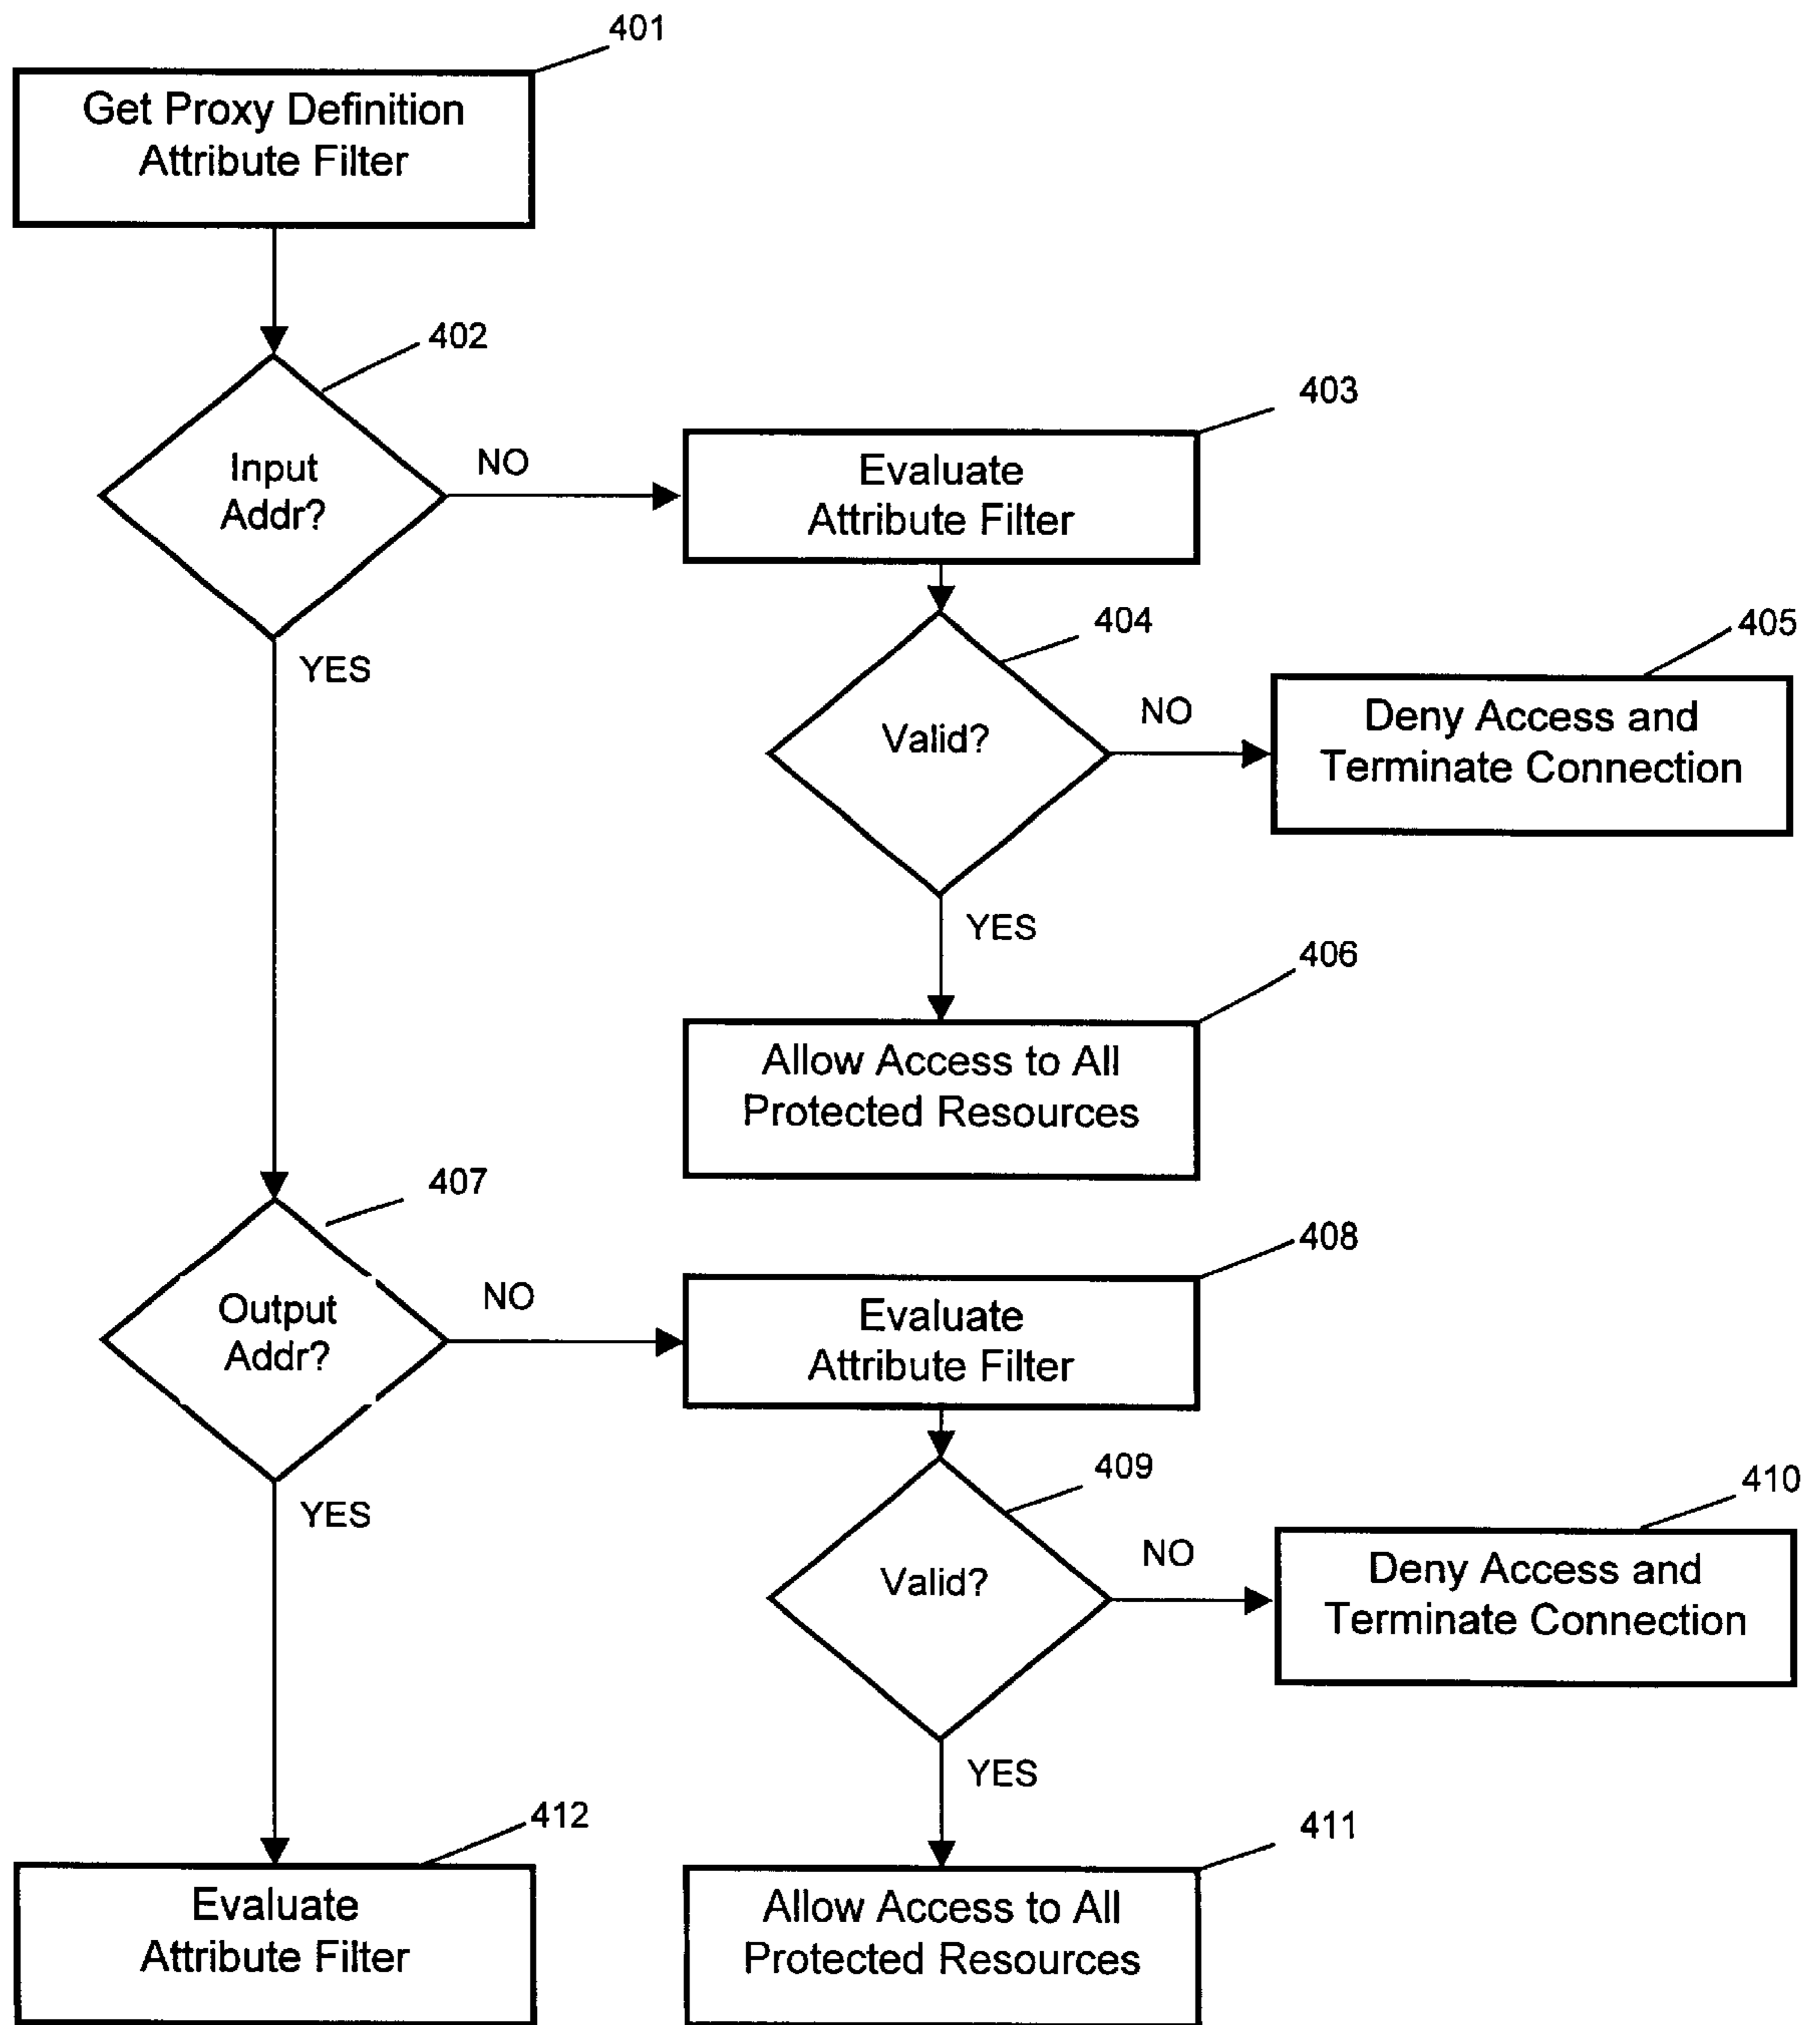 401
Get Proxy Definition
Attribute Filter
402
Input
Addr?
NO
YES
403
Evaluate
Attribute Filter
404
Valid?
NO
YES
405
Deny Access and
Terminate Connection
406
Allow Access to All
Protected Resources
407
Output
Addr?
NO
YES
408
Evaluate
Attribute Filter
409
Valid?
NO
YES
410
Deny Access and
Terminate Connection
411
Allow Access to All
Protected Resources
412
Evaluate
Attribute Filter